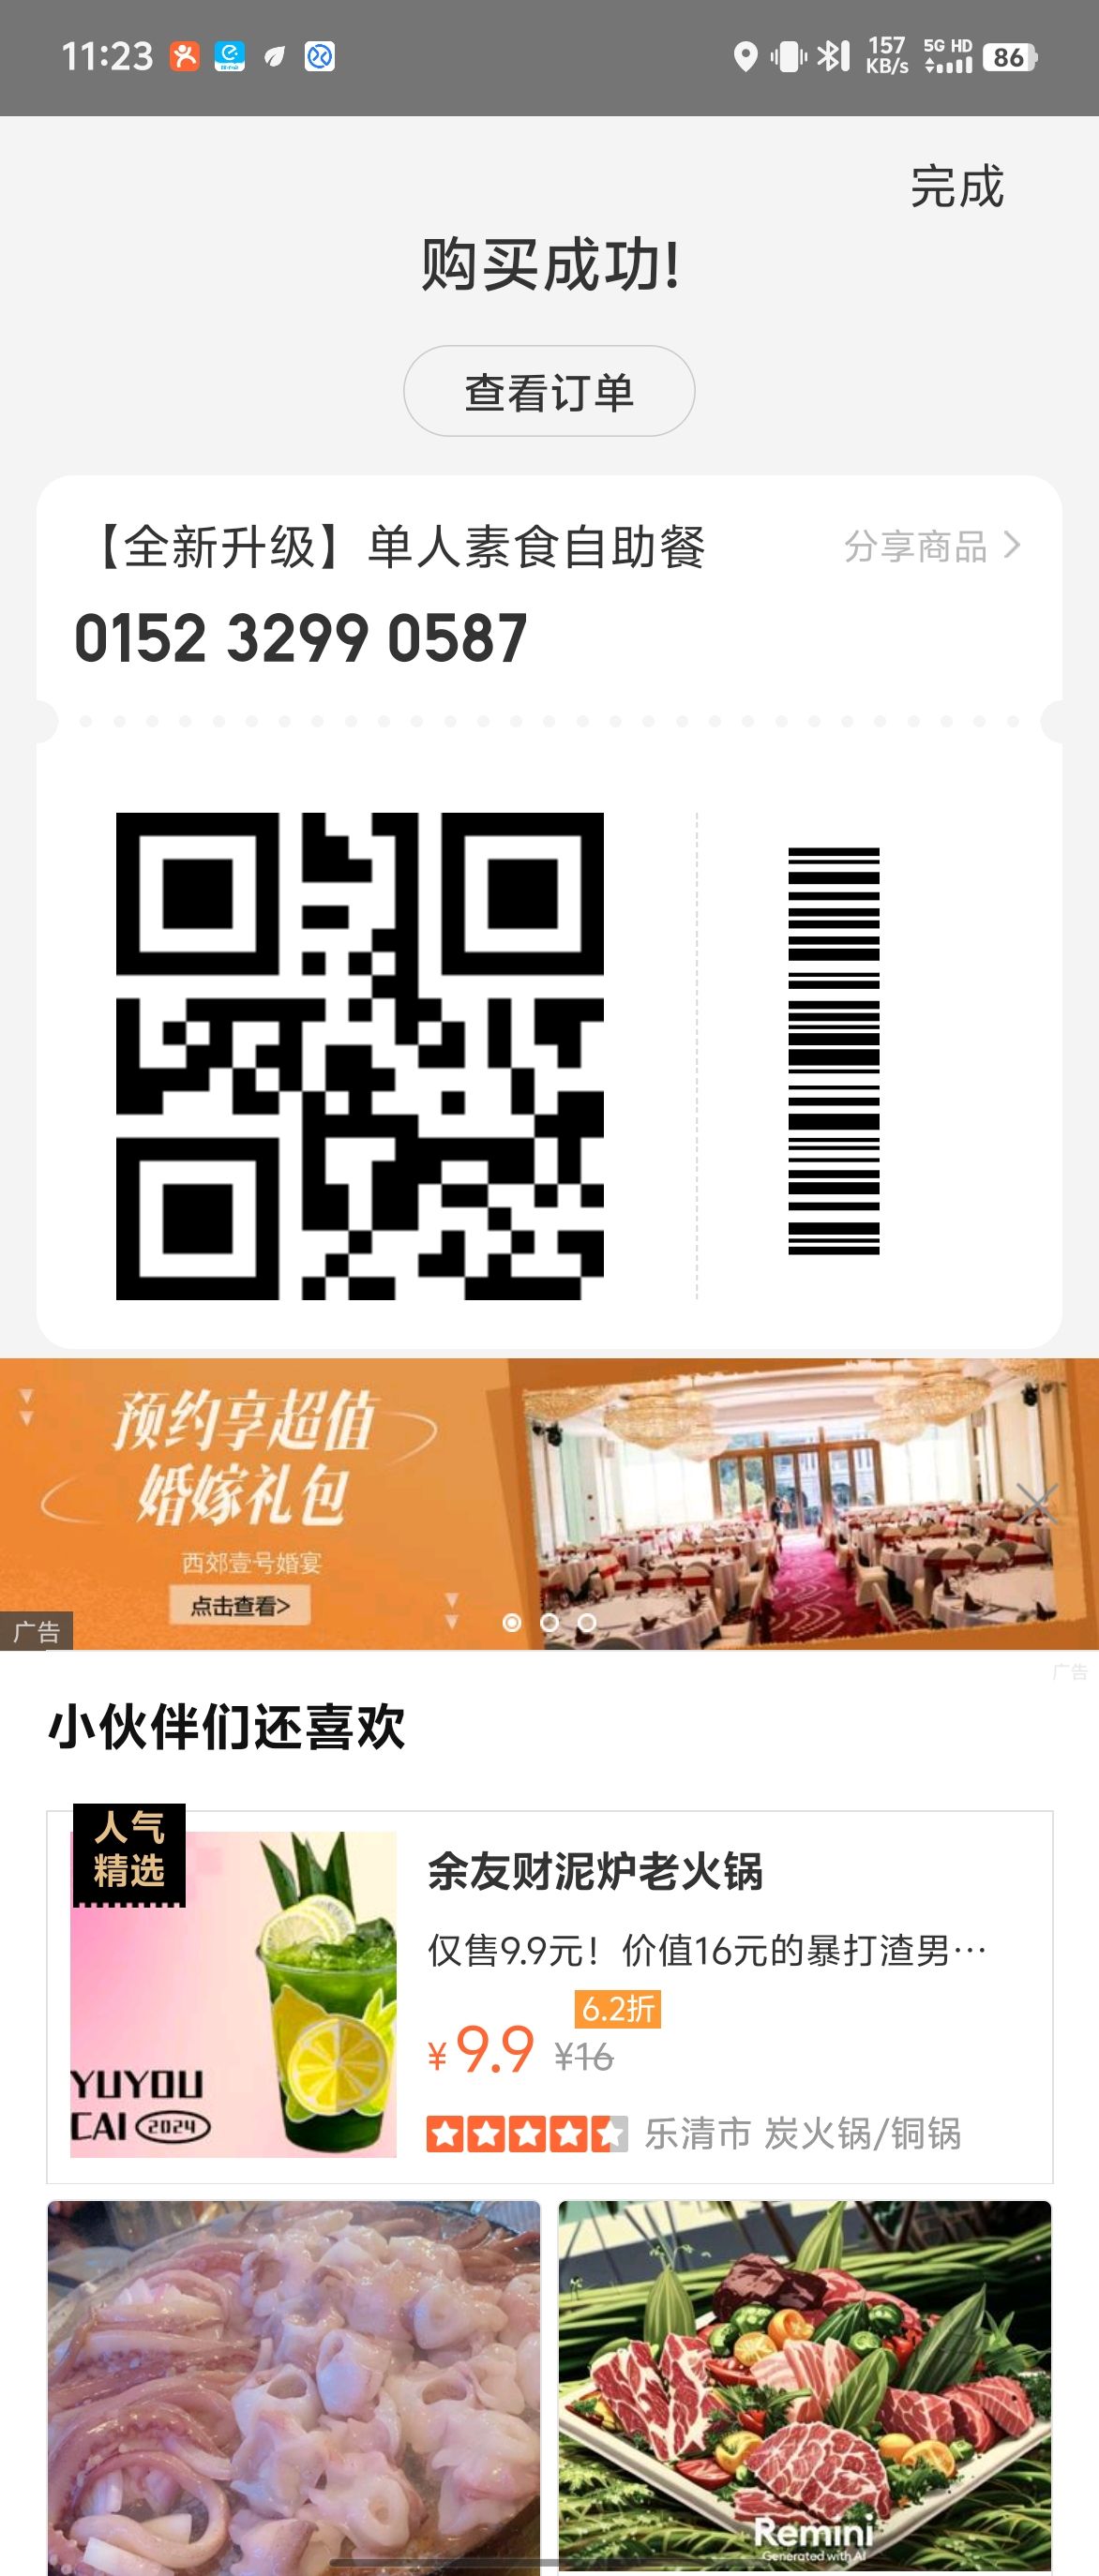 11:23
157
KB/s
5G HD
86
完成
购买成功!
查看订单
【全新升级】单人素食自助餐
分享商品
0152 3299 0587
预约享超值
婚嫁礼包
西郊壹号婚宴
点击查看>
广告
广告
小伙伴们还喜欢
人气
精选
YUYOU
CAI 2024
余友财泥炉老火锅
仅售9.9元！价值16元的暴打渣男…
6.2折
¥9.9 ¥16
乐清市 炭火锅/铜锅
Remini
Generated with AI